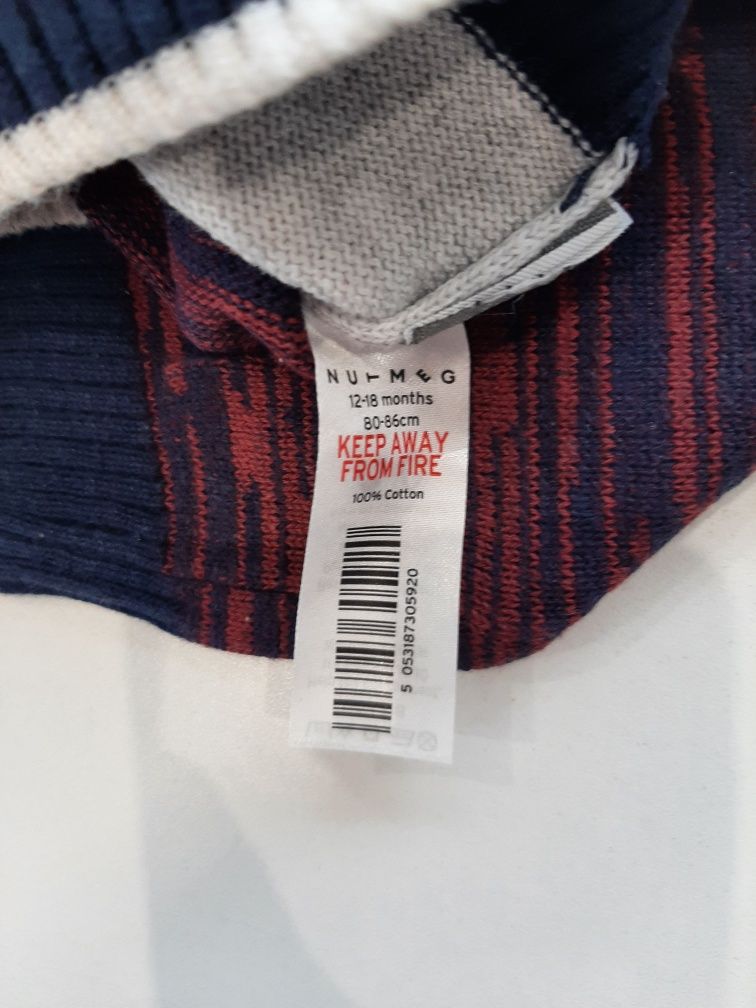 NUTMEG
12-18 months
80-86cm
KEEP AWAY
FROM FIRE
100% Cotton
5 053187305920